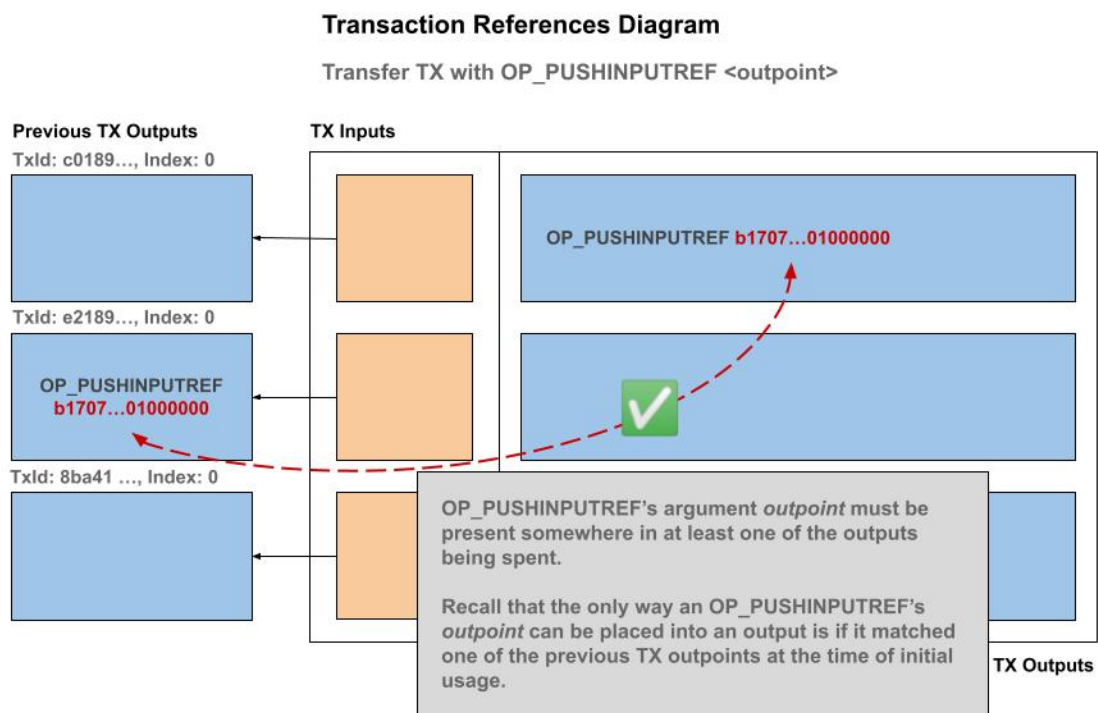 Transaction References Diagram
Transfer TX with OP_PUSHINPUTREF <outpoint>
Previous TX Outputs
TX Inputs
TxId: c0189…, Index: 0
OP_PUSHINPUTREF b1707…01000000
TxId: e2189…, Index: 0
OP_PUSHINPUTREF
b1707…01000000
TxId: 8ba41 …, Index: 0
OP_PUSHINPUTREF’s argument outpoint must be
present somewhere in at least one of the outputs
being spent.
Recall that the only way an OP_PUSHINPUTREF’s
outpoint can be placed into an output is if it matched
one of the previous TX outpoints at the time of initial
usage.
TX Outputs